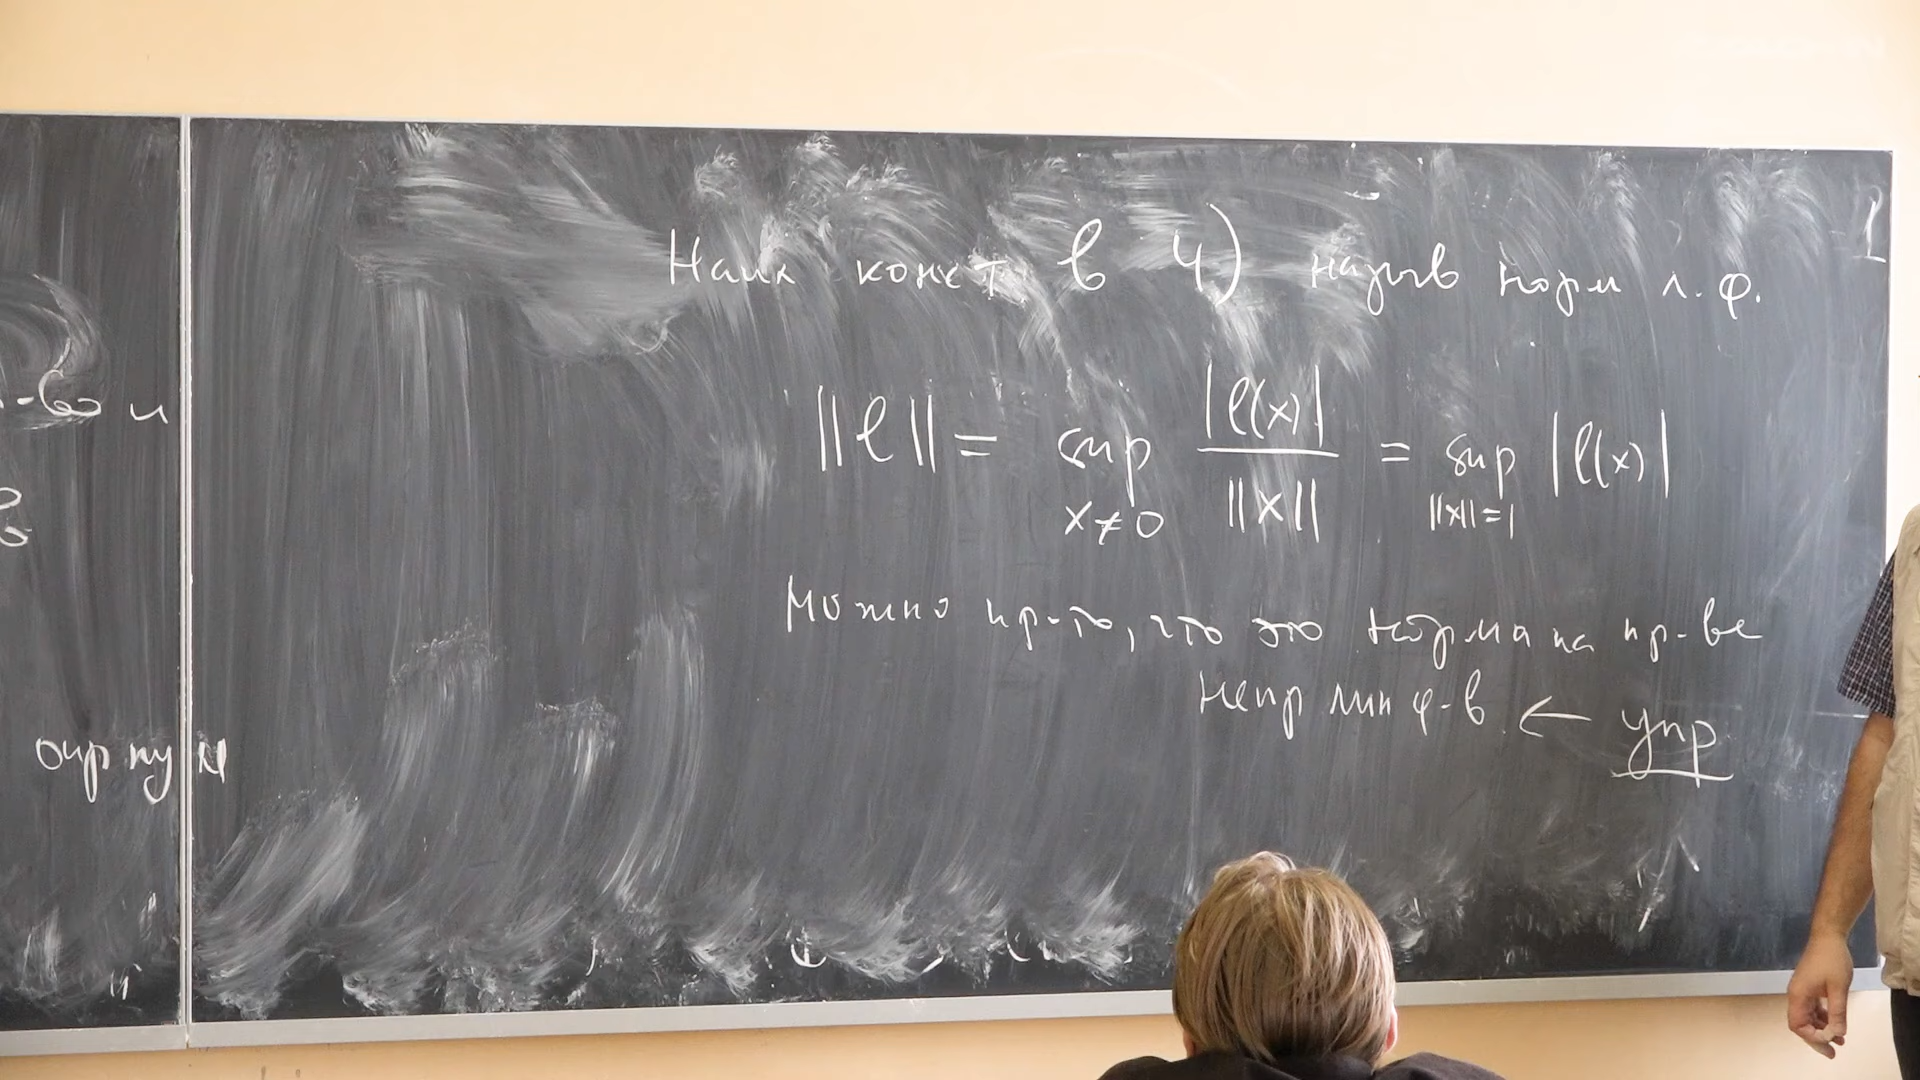 Наим конст в 4) назыв норм л.ф.
||ℓ|| = sup |ℓ(x)| / ||x|| = sup |ℓ(x)|
x≠0 ||x||=1
Можно пр-ть, что это норма на пр-ве
непр лин ф-в ← упр